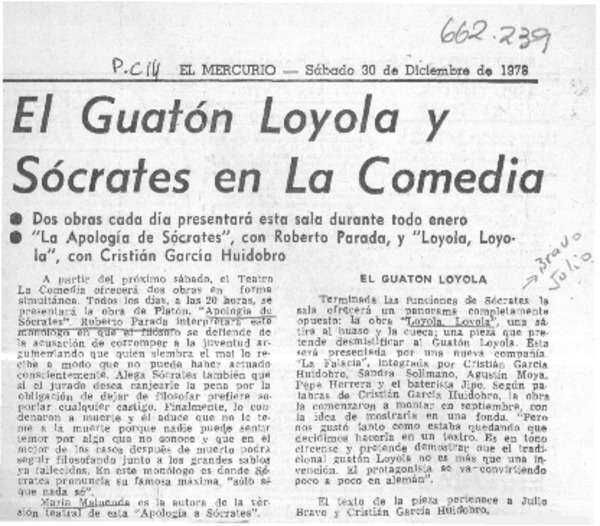 662.239
P.C14 EL MERCURIO — Sábado 30 de Diciembre de 1978
El Guatón Loyola y
Sócrates en La Comedia
● Dos obras cada día presentará esta sala durante todo enero
● "La Apología de Sócrates", con Roberto Parada, y "Loyola, Loyo-
la", con Cristián García Huidobro
Bravo
Julio
A partir del próximo sábado, el Teatro
La Comedia ofrecerá dos obras en forma
simultánea. Todos los días, a las 20 horas, se
presentará la obra de Platón, "Apología de
Sócrates". Roberto Parada interpretará este
monólogo en que el filósofo se defiende de
la acusación de corromper a la juventud ar-
gumentando que quien siembra el mal lo re-
cibe a modo que no puede haber actuado
conscientemente. Alega Sócrates también que
si el jurado desea canjearle la pena por la
obligación de dejar de filosofar prefiere so-
portar cualquier castigo. Finalmente, lo con-
denaron a muerte y él aduce que no le te-
me a la muerte porque nadie puede sentir
temor por algo que no conoce y que en el
mejor de los casos después de muerto podrá
seguir filosofando junto a los grandes sabios
ya fallecidos. En este monólogo es donde Só-
crates pronuncia su famosa máxima, "sólo sé
que nada sé".
María Maluenda es la autora de la ver-
sión teatral de esta "Apología a Sócrates".
EL GUATON LOYOLA
Terminada las funciones de Sócrates la
sala ofrecerá un panorama completamente
opuesto: la obra "Loyola, Loyola", una sá-
tira al huaso y la cueca; una pieza que pre-
tende desmistificar al Guatón Loyola. Esta
será presentada por una nueva compañía.
"La Falacia", integrada por Cristián García
Huidobro, Sandra Solimano, Agustín Moya,
Pepe Herrera y el baterista Jipo. Según pa-
labras de Cristián García Huidobro, la obra
la comenzaron a montar en septiembre, con
la idea de mostrarla en una fonda. "Pero
nos gustó tanto como estaba quedando que
decidimos hacerla en un teatro. Es en tono
circense y pretende demostrar que el tradi-
cional guatón Loyola no es más que una in-
vención. El protagonista se va convirtiendo
poco a poco en alemán".
El texto de la pieza pertenece a Julio
Bravo y Cristián García Huidobro.